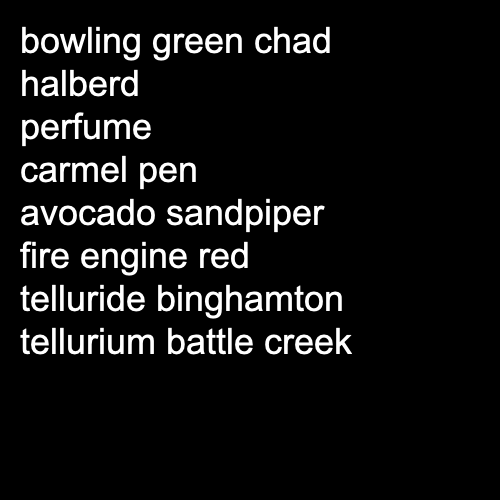 bowling green chad
halberd
perfume
carmel pen
avocado sandpiper
fire engine red
telluride binghamton
tellurium battle creek